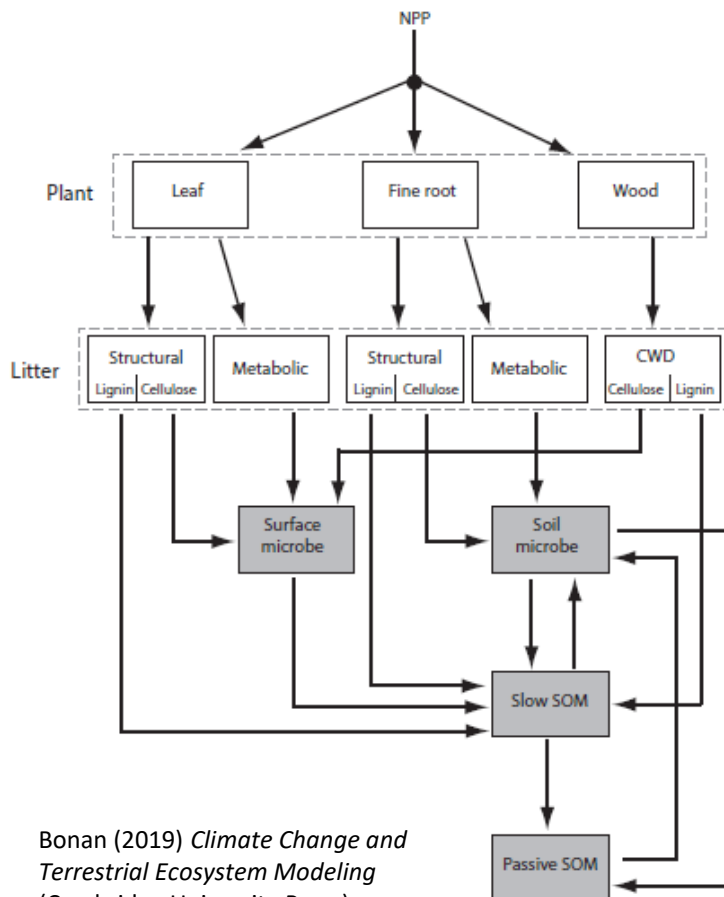 NPP
Plant
Leaf
Fine root
Wood
Litter
Structural
Lignin Cellulose
Metabolic
Structural
Lignin Cellulose
Metabolic
CWD
Cellulose Lignin
Surface
microbe
Soil
microbe
Slow SOM
Passive SOM
Bonan (2019) Climate Change and
Terrestrial Ecosystem Modeling